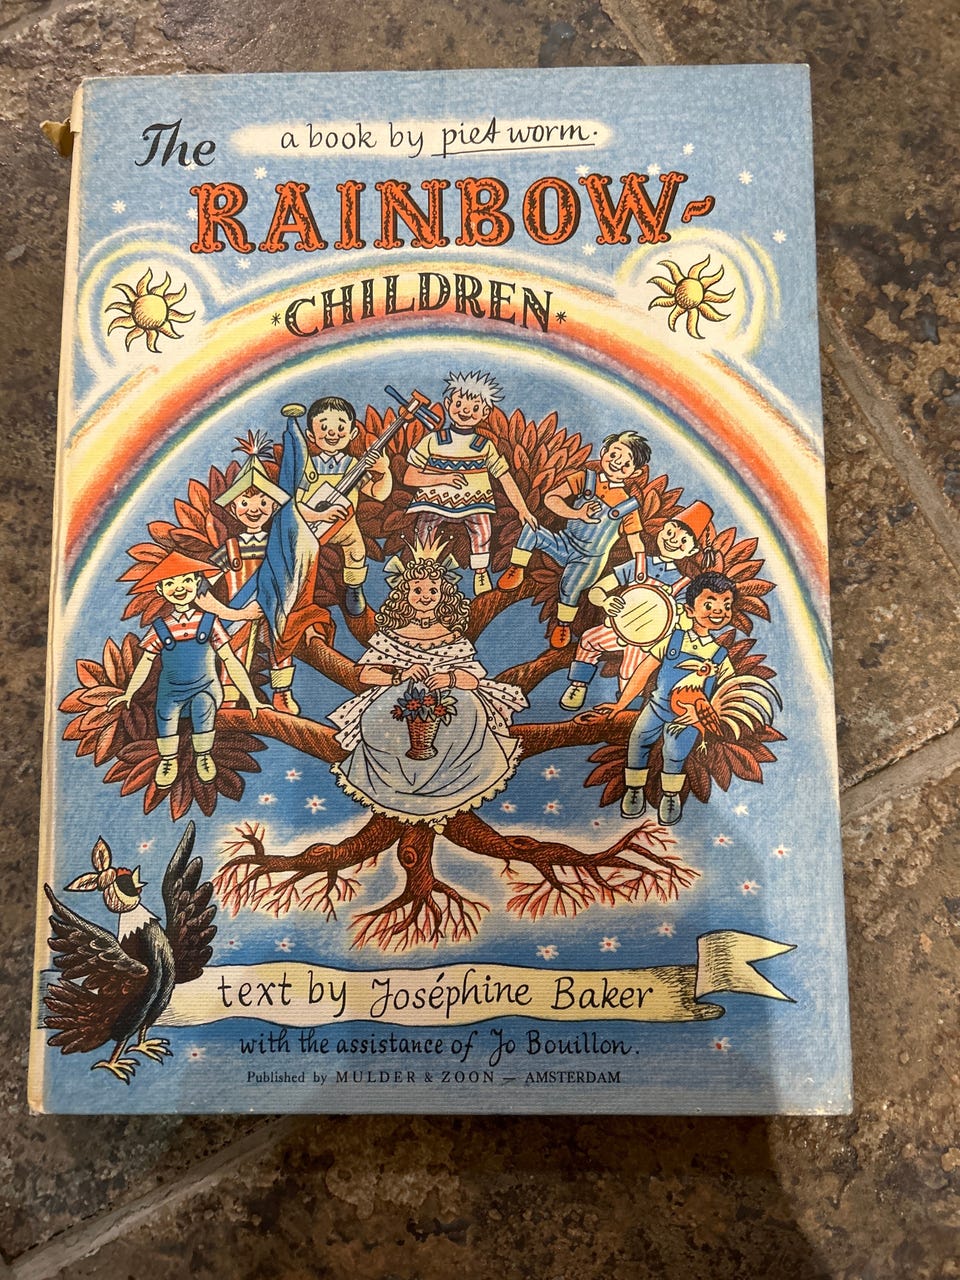 a book by piet worm.
The
RAINBOW-
*CHILDREN*
text by Joséphine Baker
with the assistance of Jo Bouillon.
Published by MULDER & ZOON — AMSTERDAM